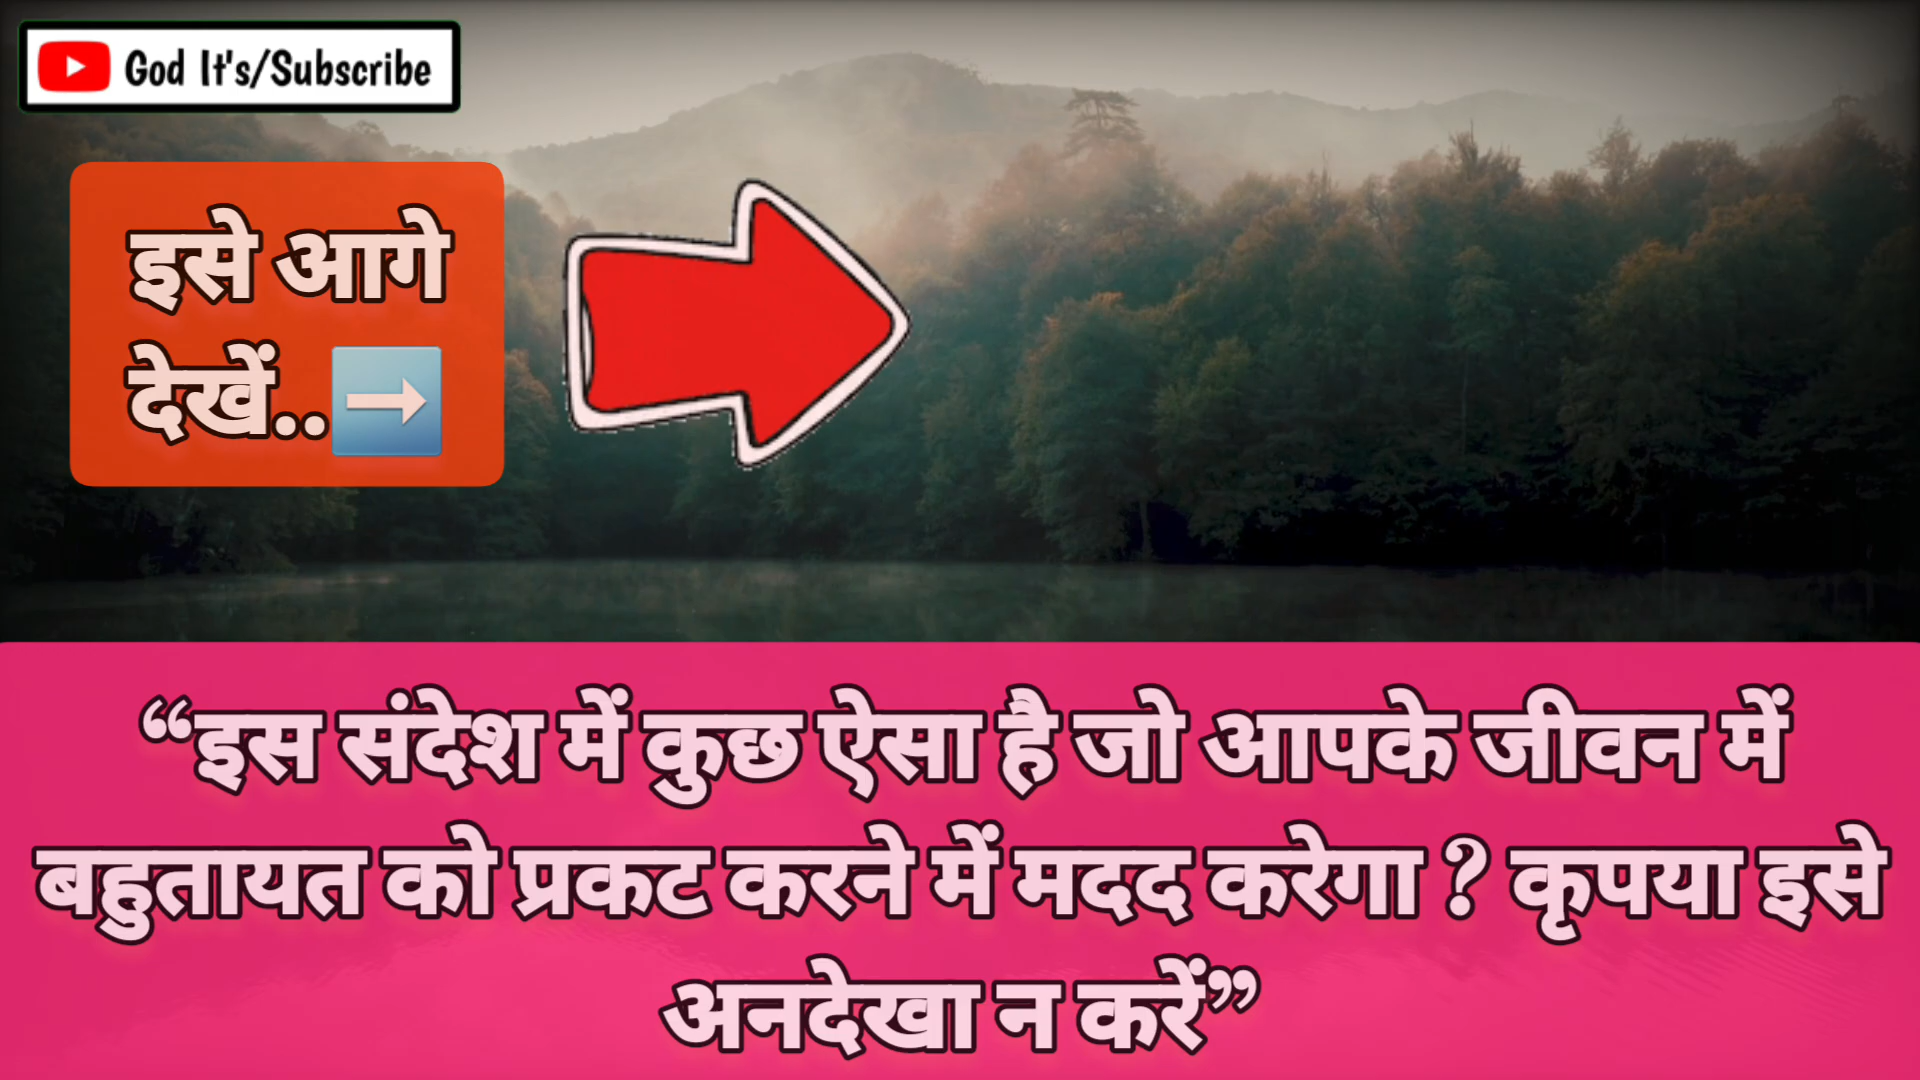 God It's/Subscribe
इसे आगे
देखें..➡️
“इस संदेश में कुछ ऐसा है जो आपके जीवन में
बहुतायत को प्रकट करने में मदद करेगा ? कृपया इसे
अनदेखा न करें”